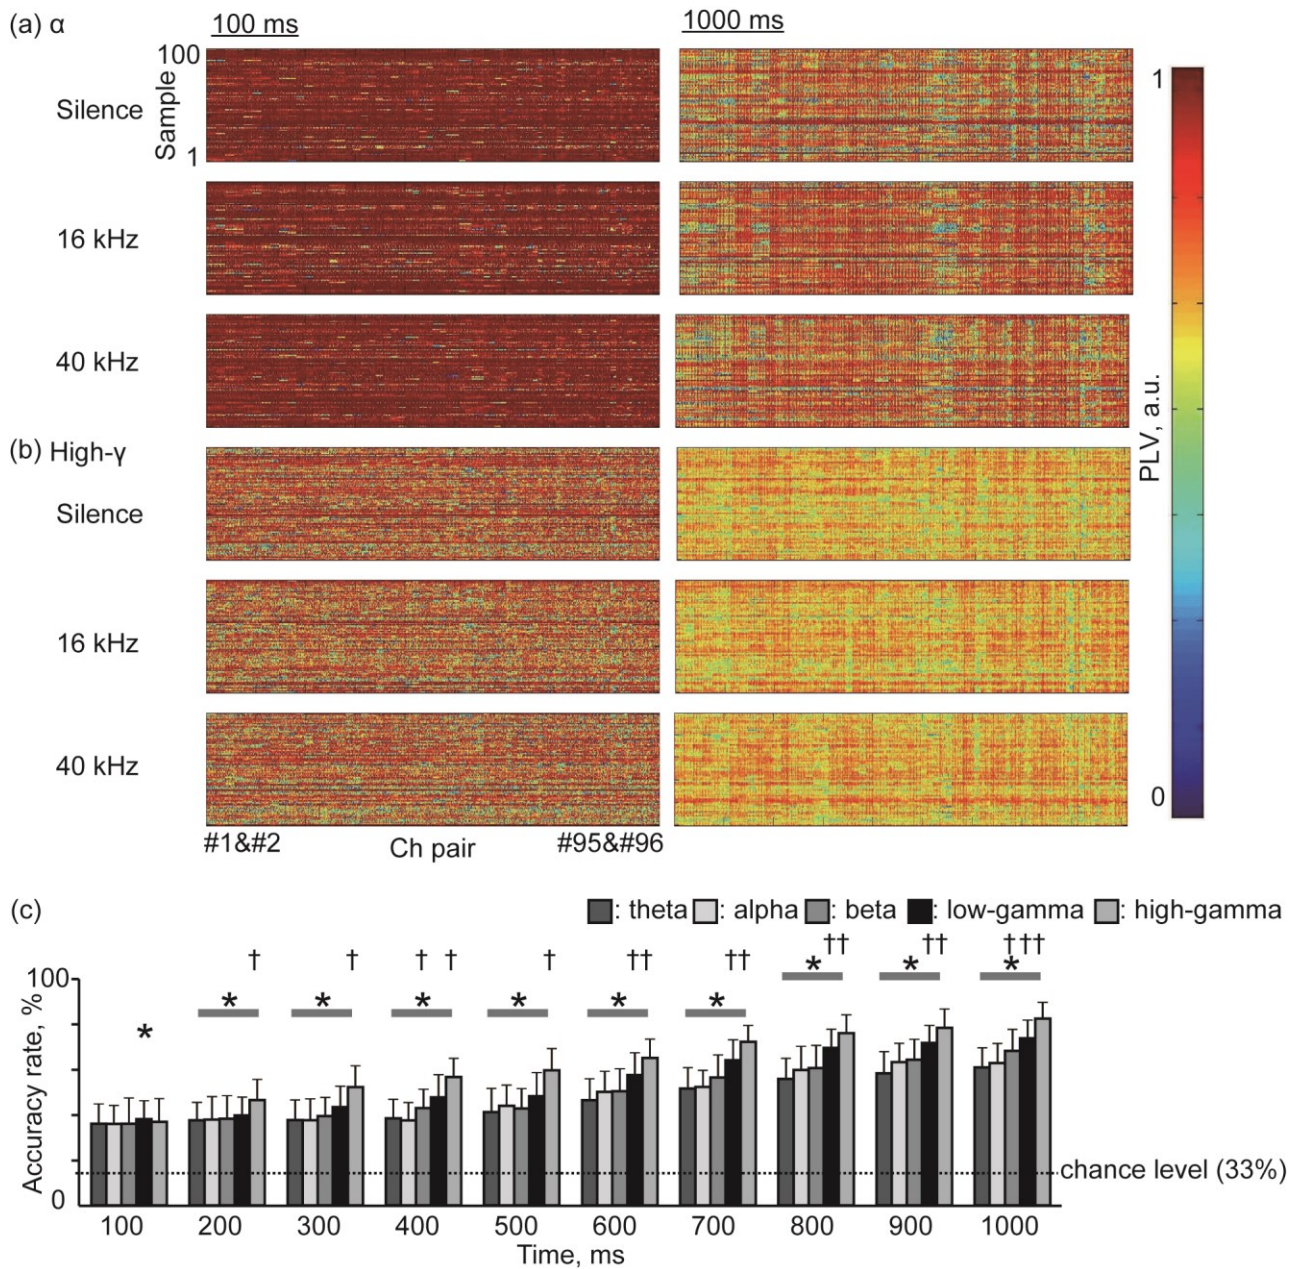 (a) α
100 ms
1000 ms
100
Sample
1
Silence
16 kHz
40 kHz
(b) High-γ
Silence
16 kHz
40 kHz
#1&#2
Ch pair
#95&#96
1
PLV, a.u.
0
(c)
: theta : alpha : beta : low-gamma : high-gamma
† † † † † †† †† †† †† †††
* * * * * * * * * *
100
Accuracy rate, %
0
chance level (33%)
100 200 300 400 500 600 700 800 900 1000
Time, ms